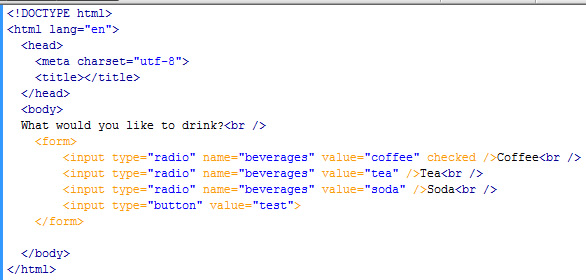 <!DOCTYPE html>
<html lang="en">
<head>
<meta charset="utf-8">
<title></title>
</head>
<body>
What would you like to drink?<br />
<form>
<input type="radio" name="beverages" value="coffee" checked />Coffee<br />
<input type="radio" name="beverages" value="tea" />Tea<br />
<input type="radio" name="beverages" value="soda" />Soda<br />
<input type="button" value="test">
</form>
</body>
</html>